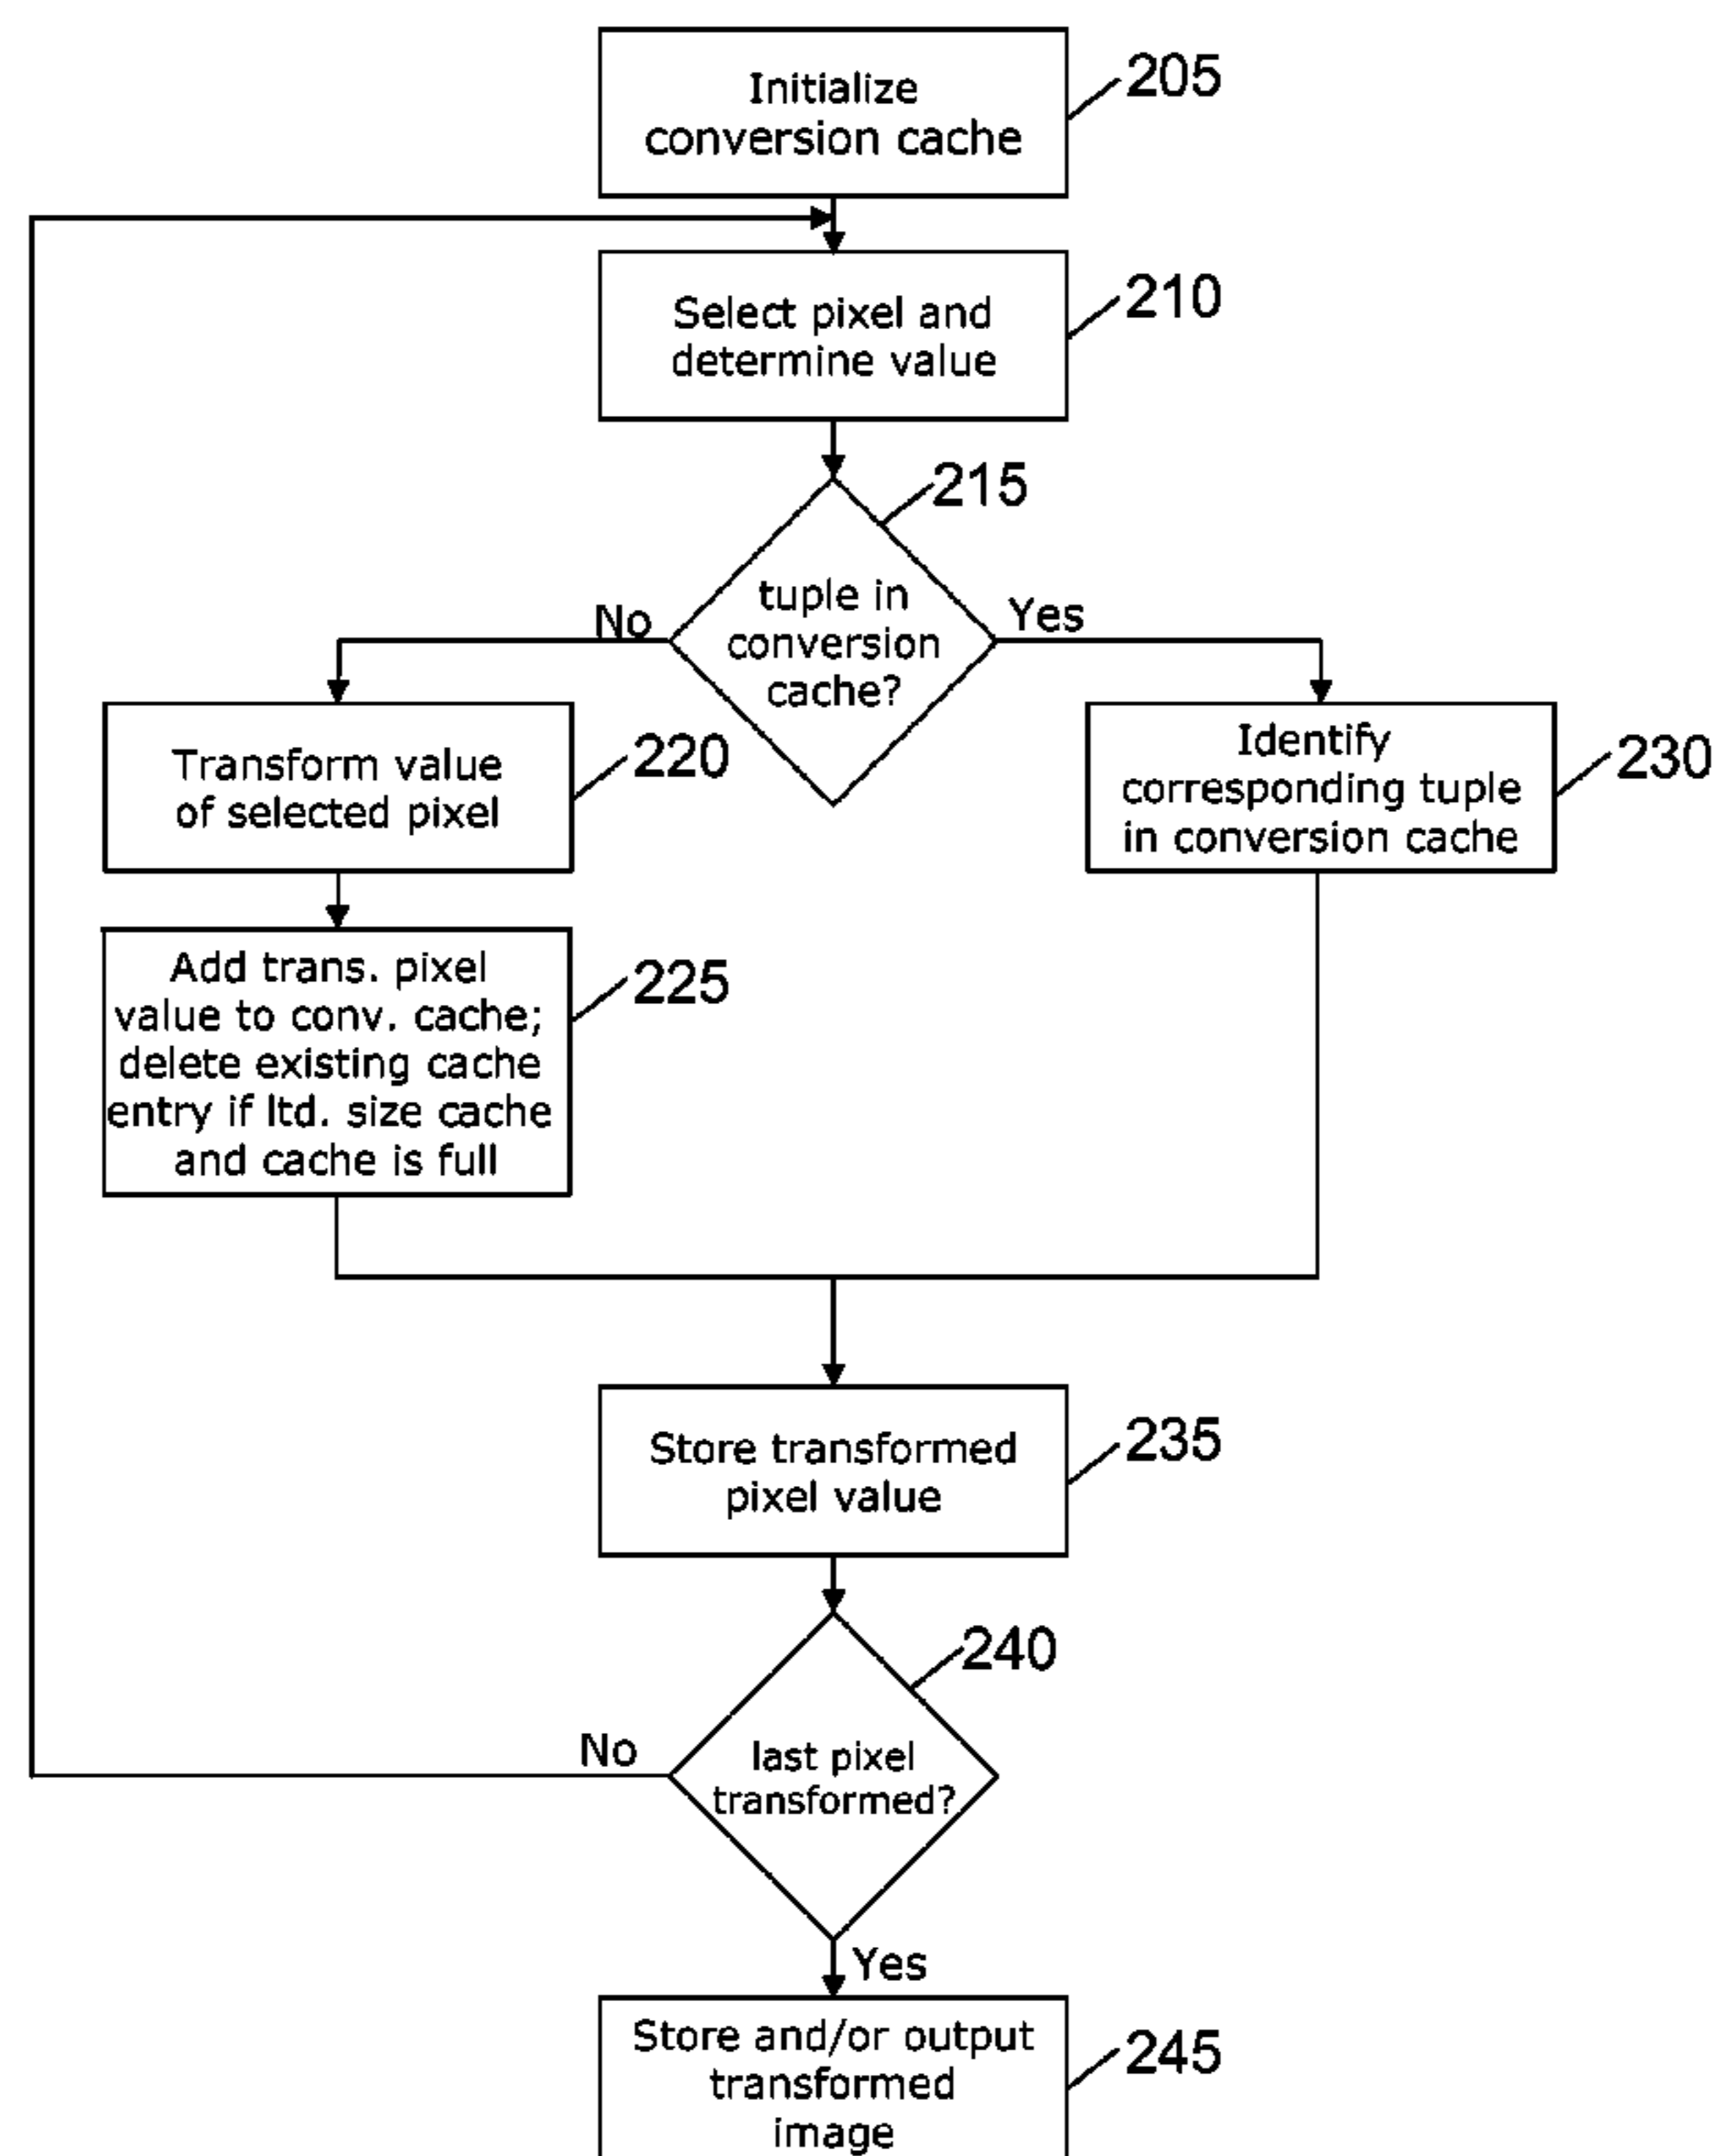 Initialize
conversion cache
205
Select pixel and
determine value
210
215
tuple in
conversion
cache?
No
Yes
Transform value
of selected pixel
220
Identify
corresponding tuple
in conversion cache
230
Add trans. pixel
value to conv. cache;
delete existing cache
entry if ltd. size cache
and cache is full
225
Store transformed
pixel value
235
240
last pixel
transformed?
No
Yes
Store and/or output
transformed
image
245